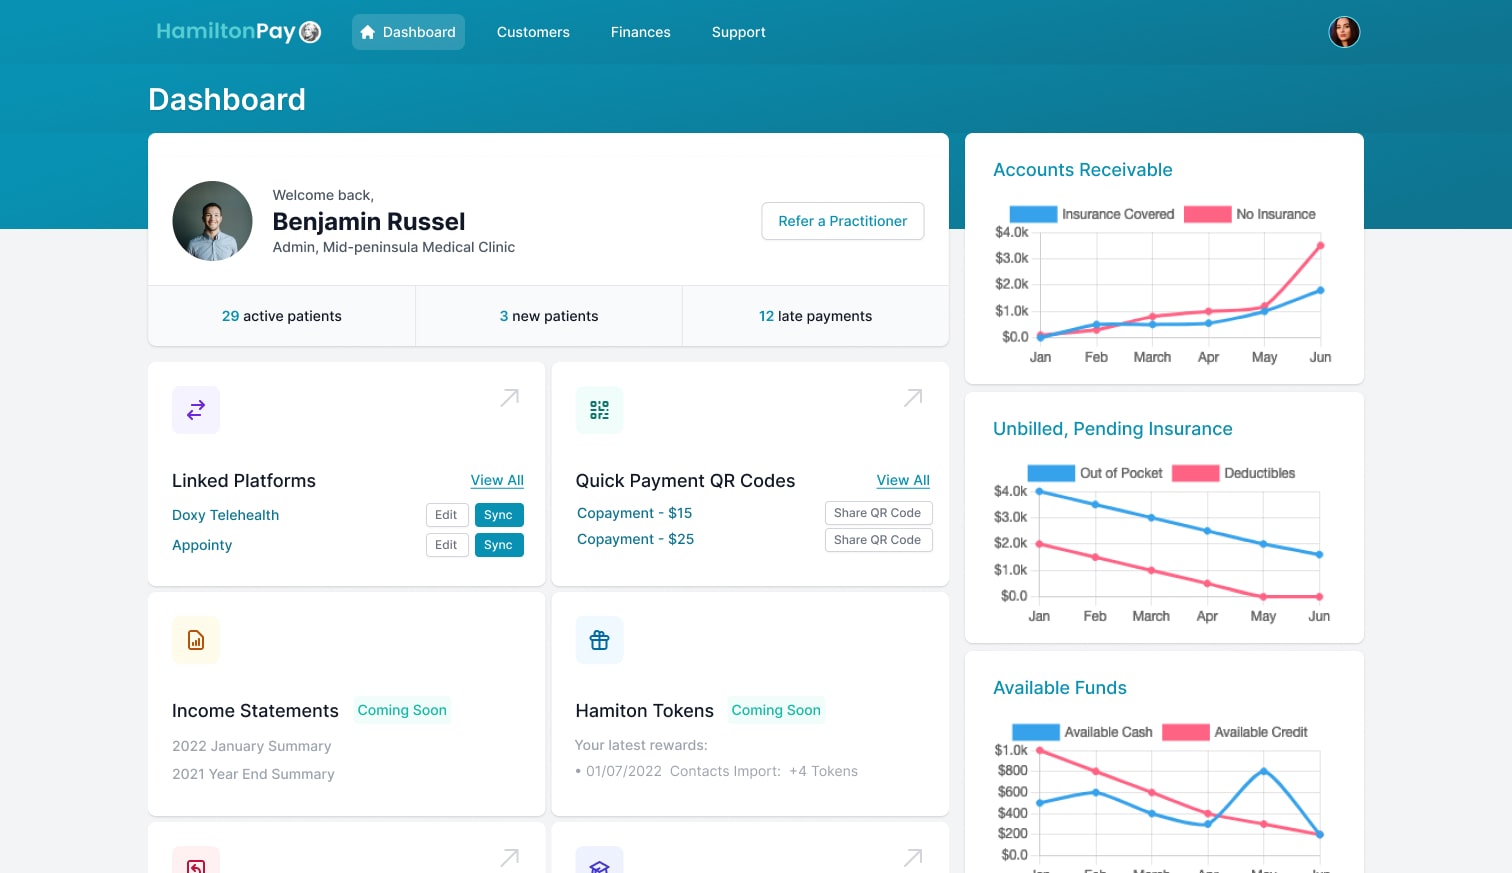 HamiltonPay
Dashboard
Customers
Finances
Support
Dashboard
Welcome back,
Benjamin Russel
Admin, Mid-peninsula Medical Clinic
Refer a Practitioner
29 active patients
3 new patients
12 late payments
Linked Platforms
View All
Doxy Telehealth
Edit
Sync
Appointy
Edit
Sync
Quick Payment QR Codes
View All
Copayment - $15
Share QR Code
Copayment - $25
Share QR Code
Income Statements
Coming Soon
2022 January Summary
2021 Year End Summary
Hamiton Tokens
Coming Soon
Your latest rewards:
• 01/07/2022 Contacts Import: +4 Tokens
Accounts Receivable
Insurance Covered
No Insurance
$4.0k
$3.0k
$2.0k
$1.0k
$0.0
Jan Feb March Apr May Jun
Unbilled, Pending Insurance
Out of Pocket
Deductibles
$4.0k
$3.0k
$2.0k
$1.0k
$0.0
Jan Feb March Apr May Jun
Available Funds
Available Cash
Available Credit
$1.0k
$800
$600
$400
$200
$0.0
Jan Feb March Apr May Jun